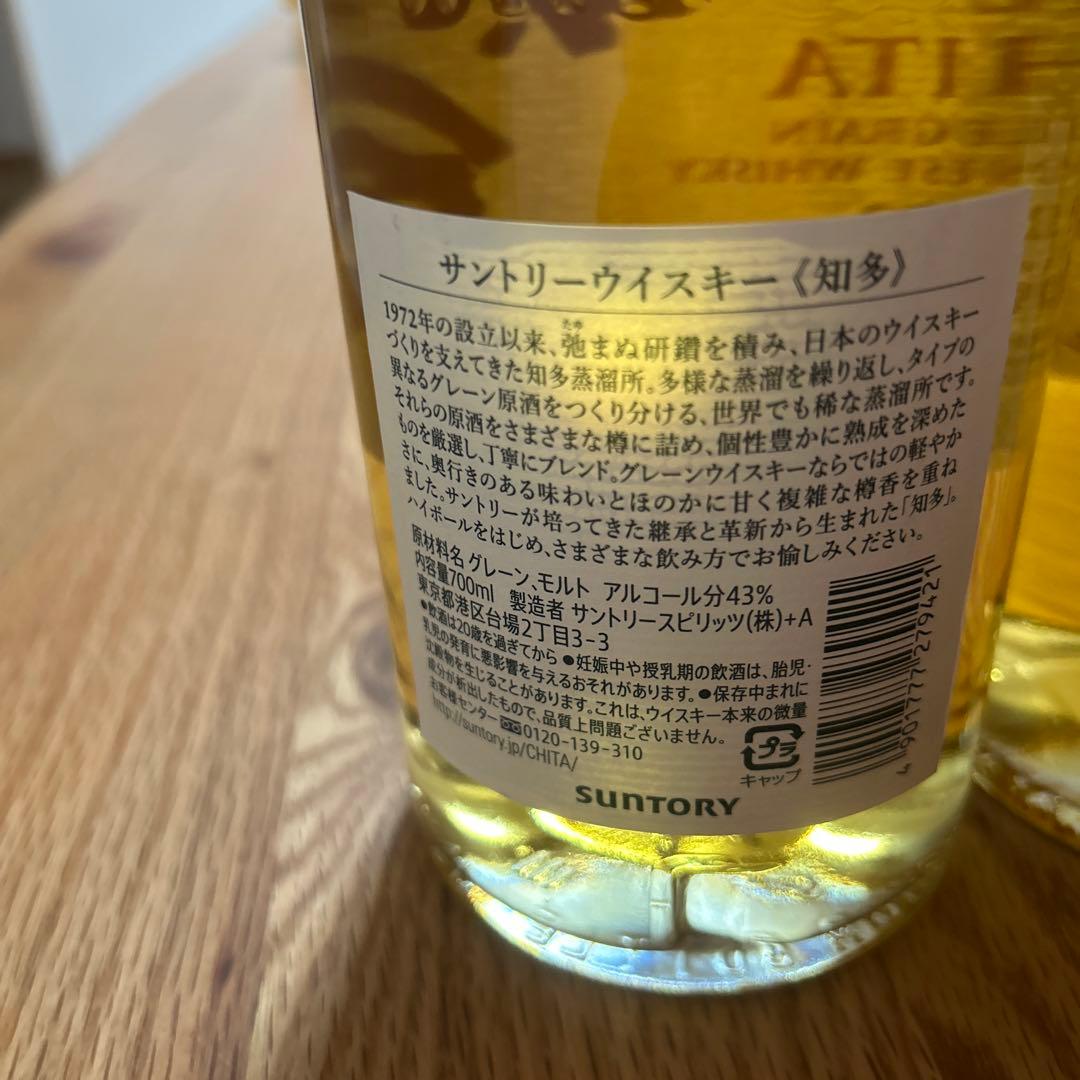 HITA
GRAIN
ESE WHISKY
サントリーウイスキー《知多》
1972年の設立以来、弛まぬ研鑽を積み、日本のウイスキー
たゆ
づくりを支えてきた知多蒸溜所。多様な蒸溜を繰り返し、タイプの
異なるグレーン原酒をつくり分ける、世界でも稀な蒸溜所です。
それらの原酒をさまざまな樽に詰め、個性豊かに熟成を深めた
ものを厳選し、丁寧にブレンド。グレーンウイスキーならではの軽やか
さに、奥行きのある味わいとほのかに甘く複雑な樽香を重ね
ました。サントリーが培ってきた継承と革新から生まれた「知多」。
ハイボールをはじめ、さまざまな飲み方でお愉しみください。
原材料名 グレーン、モルト アルコール分43%
内容量700ml 製造者 サントリースピリッツ(株)+A
東京都港区台場2丁目3-3
●飲酒は20歳を過ぎてから ●妊娠中や授乳期の飲酒は、胎児・
乳児の発育に悪影響を与えるおそれがあります。●保存中まれに
沈殿物を生じることがあります。これは、ウイスキー本来の微量
成分が析出したもので、品質上問題ございません。
お客様センター 0120-139-310
http://suntory.jp/CHITA/
プラ
キャップ
4 901777 279421
SUNTORY